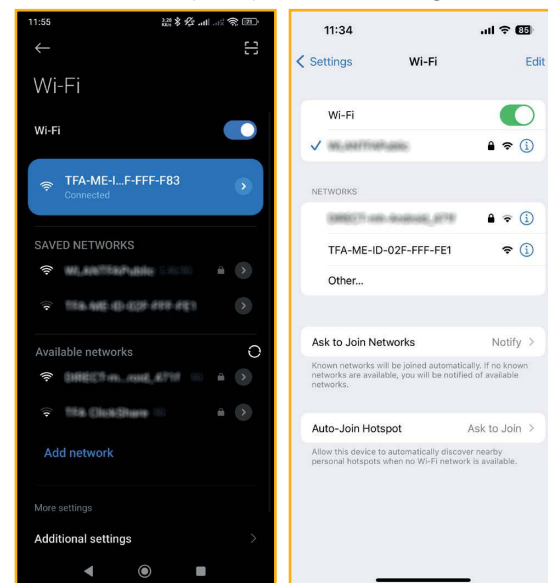 11:55
Wi-Fi
Wi-Fi
TFA-ME-I...F-FFF-F83
Connected
SAVED NETWORKS
Available networks
Add network
More settings
Additional settings
11:34
85
Settings
Wi-Fi
Edit
Wi-Fi
NETWORKS
TFA-ME-ID-02F-FFF-FE1
Other...
Ask to Join Networks
Notify
Known networks will be joined automatically. If no known
networks are available, you will be notified of available
networks.
Auto-Join Hotspot
Ask to Join
Allow this device to automatically discover nearby
personal hotspots when no Wi-Fi network is available.